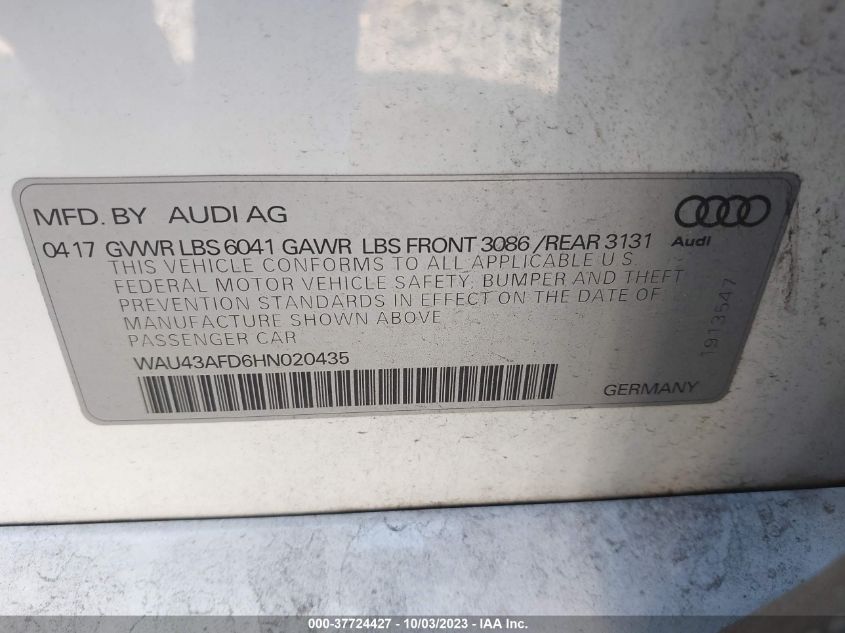 MFD. BY AUDI AG
04 17 GVWR LBS 6041 GAWR LBS FRONT 3086 /REAR 3131
Audi
THIS VEHICLE CONFORMS TO ALL APPLICABLE U S
FEDERAL MOTOR VEHICLE SAFETY, BUMPER AND THEFT
PREVENTION STANDARDS IN EFFECT ON THE DATE OF
MANUFACTURE SHOWN ABOVE
PASSENGER CAR
1913547
WAU43AFD6HN020435
GERMANY
000-37724427 - 10/03/2023 - IAA Inc.